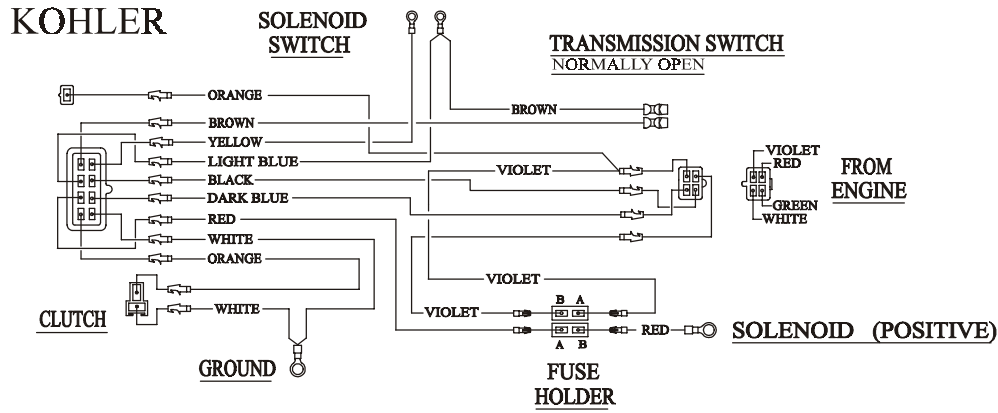 KOHLER
SOLENOID
SWITCH
TRANSMISSION SWITCH
NORMALLY OPEN
ORANGE
BROWN
BROWN
YELLOW
LIGHT BLUE
VIOLET
BLACK
DARK BLUE
RED
WHITE
ORANGE
VIOLET
RED
GREEN
WHITE
FROM
ENGINE
VIOLET
CLUTCH
WHITE
VIOLET
B A
A B
RED
SOLENOID (POSITIVE)
GROUND
FUSE
HOLDER